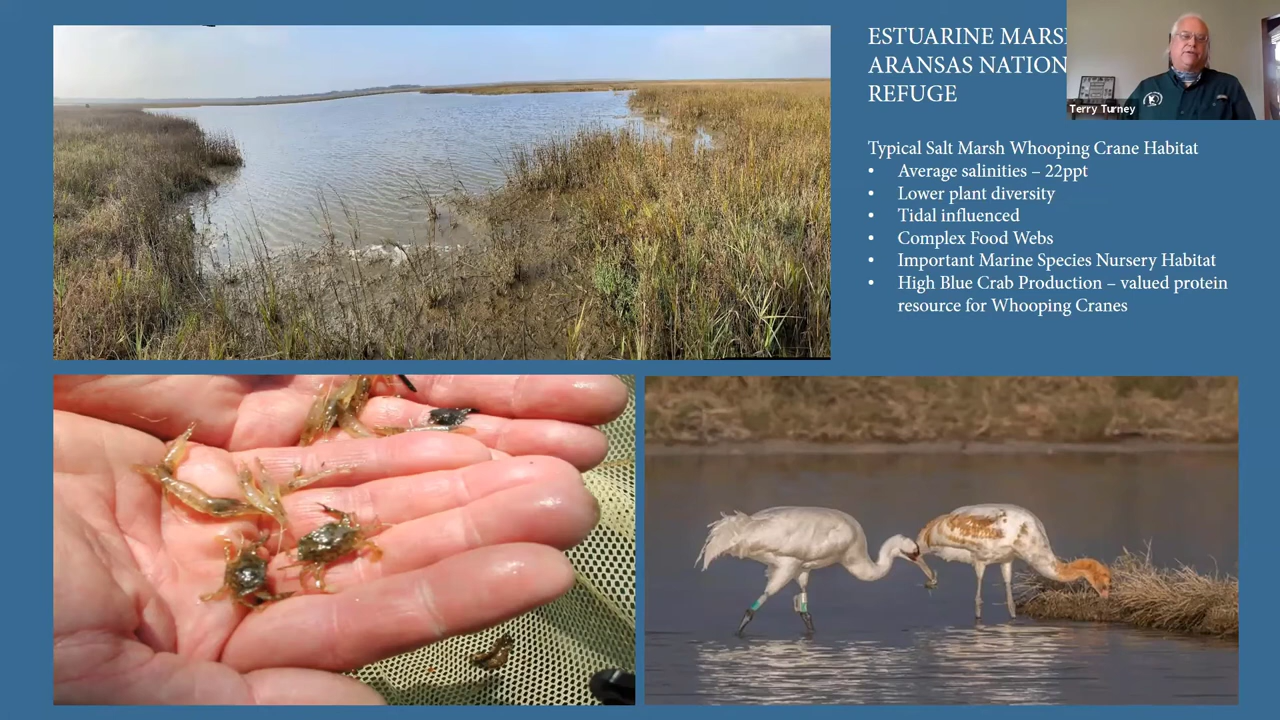 ESTUARINE MARS
ARANSAS NATION
REFUGE
Terry Turney
Typical Salt Marsh Whooping Crane Habitat
• Average salinities – 22ppt
• Lower plant diversity
• Tidal influenced
• Complex Food Webs
• Important Marine Species Nursery Habitat
• High Blue Crab Production – valued protein
resource for Whooping Cranes